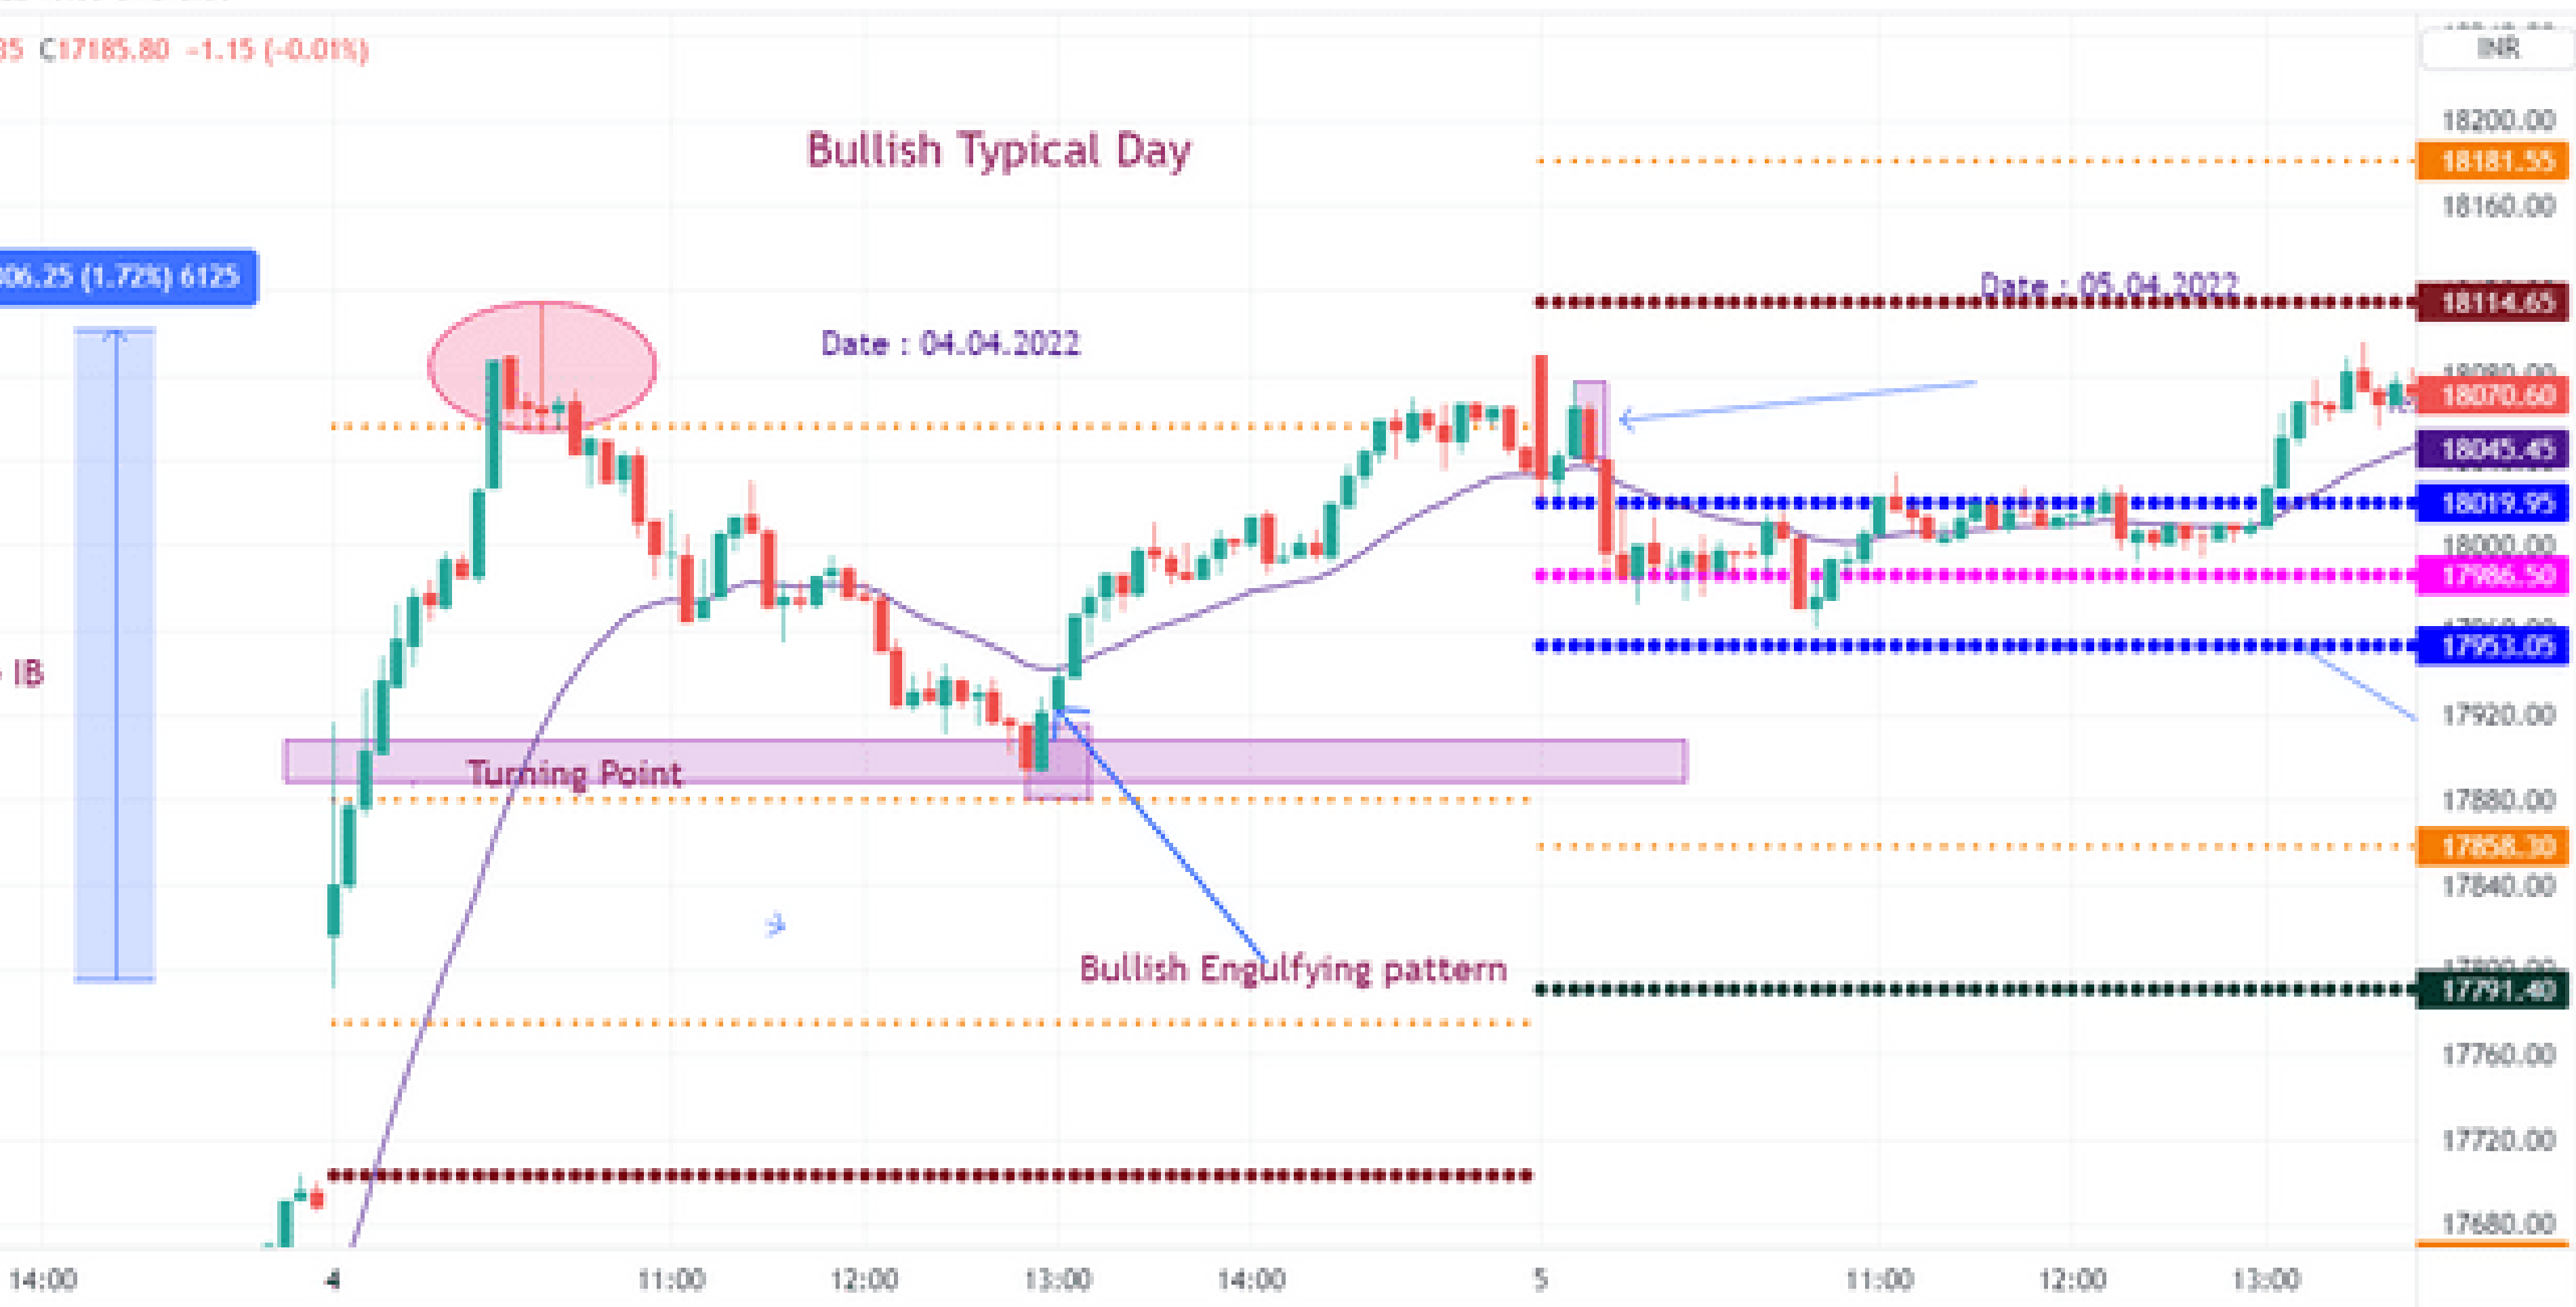 C17185.80 -1.15 (-0.01%)
INR
Bullish Typical Day
18200.00
18181.55
18160.00
06.25 (1.72%) 6125
Date : 05.04.2022
18114.65
Date : 04.04.2022
18080.00
18070.60
18045.45
18019.95
18000.00
17986.50
17953.05
IB
17920.00
Turning Point
17880.00
17858.30
17840.00
Bullish Engulfying pattern
17800.00
17791.40
17760.00
17720.00
17680.00
14:00 4 11:00 12:00 13:00 14:00 5 11:00 12:00 13:00